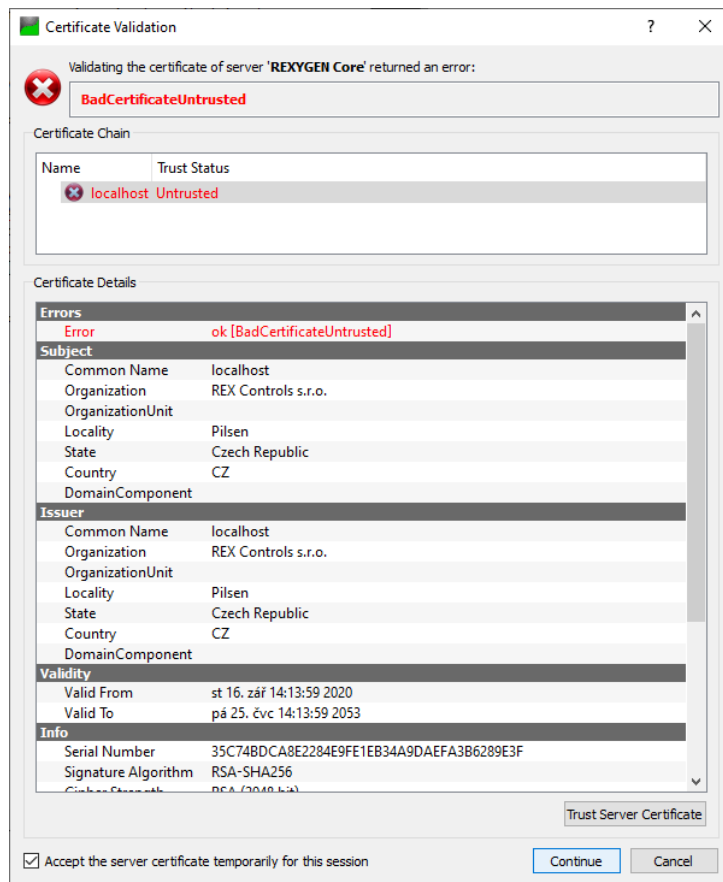 Certificate Validation
?
Validating the certificate of server 'REXYGEN Core' returned an error:
BadCertificateUntrusted
Certificate Chain
Name Trust Status
localhost Untrusted
Certificate Details
Errors
Error ok [BadCertificateUntrusted]
Subject
Common Name localhost
Organization REX Controls s.r.o.
OrganizationUnit
Locality Pilsen
State Czech Republic
Country CZ
DomainComponent
Issuer
Common Name localhost
Organization REX Controls s.r.o.
OrganizationUnit
Locality Pilsen
State Czech Republic
Country CZ
DomainComponent
Validity
Valid From st 16. zář 14:13:59 2020
Valid To pá 25. čvc 14:13:59 2053
Info
Serial Number 35C74BDCA8E2284E9FE1EB34A9DAEFA3B6289E3F
Signature Algorithm RSA-SHA256
Cipher Strength RSA (2048 bit)
Trust Server Certificate
Accept the server certificate temporarily for this session
Continue Cancel